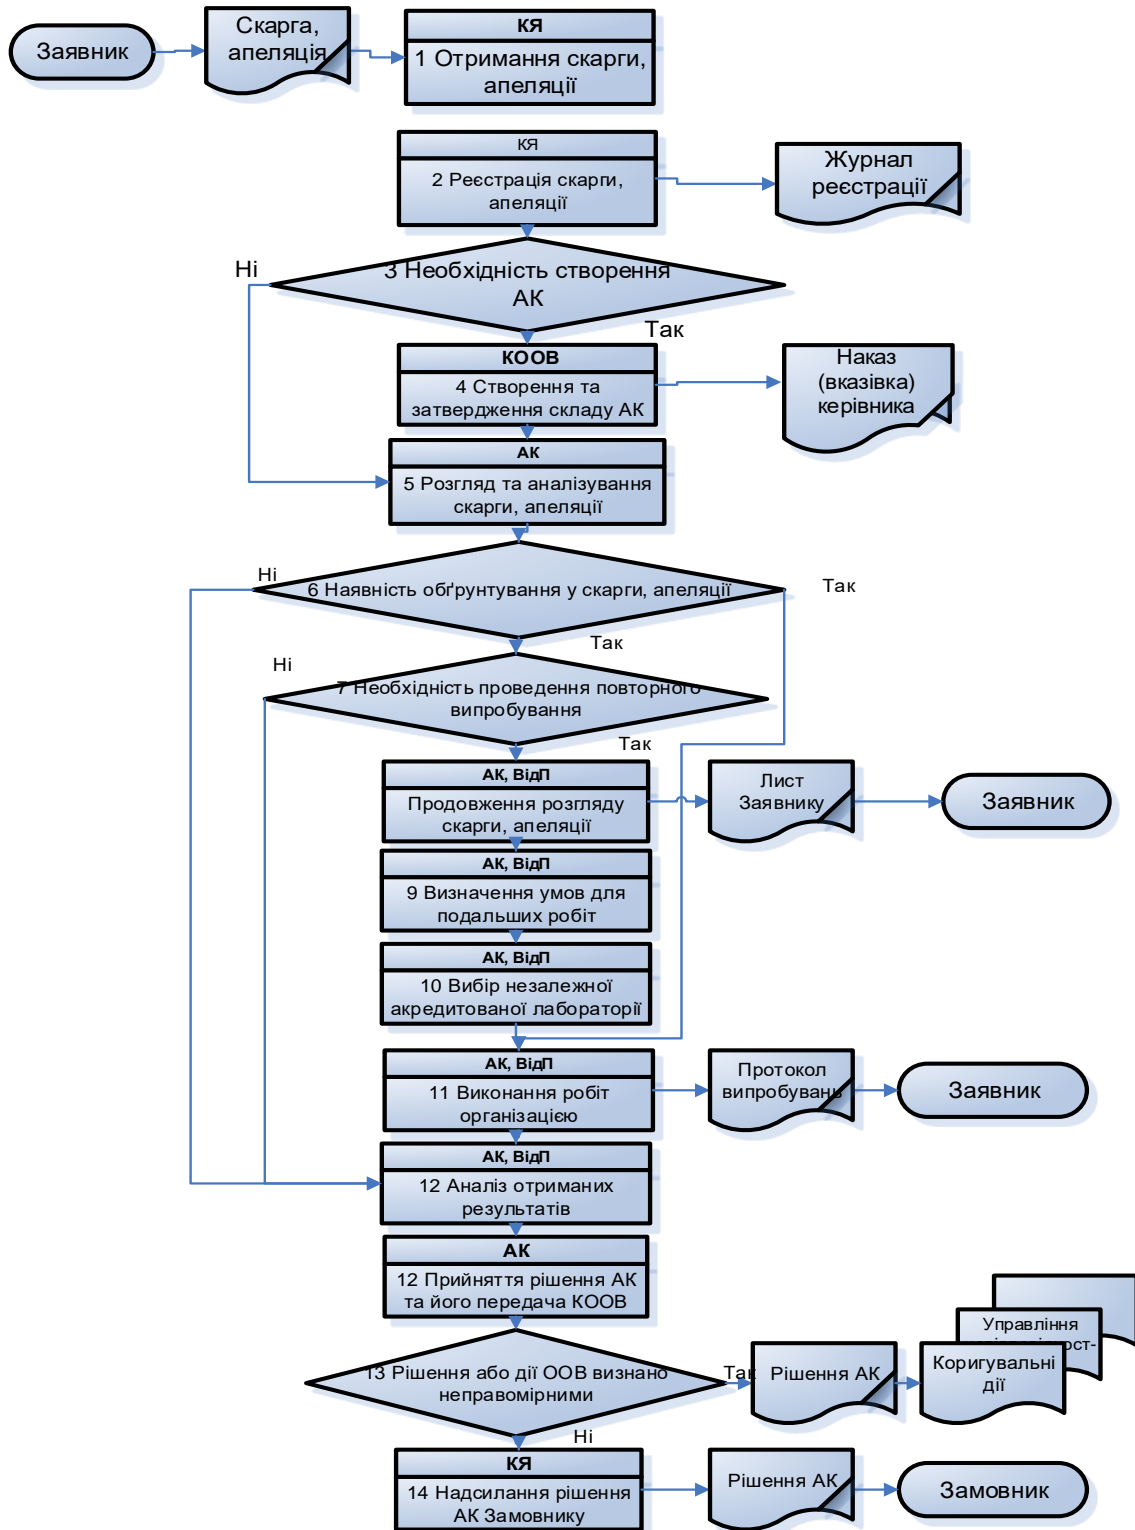 Заявник
Скарга,
апеляція
КЯ
1 Отримання скарги,
апеляції
КЯ
2 Реєстрація скарги,
апеляції
Журнал
реєстрації
Ні
3 Необхідність створення
АК
Так
КООВ
4 Створення та
затвердження складу АК
Наказ
(вказівка)
керівника
АК
5 Розгляд та аналізування
скарги, апеляції
Ні
6 Наявність обґрунтування у скарги, апеляції
Так
Так
Ні
7 Необхідність проведення повторного
випробування
Так
АК, ВідП
Продовження розгляду
скарги, апеляції
Лист
Заявнику
Заявник
АК, ВідП
9 Визначення умов для
подальших робіт
АК, ВідП
10 Вибір незалежної
акредитованої лабораторії
АК, ВідП
11 Виконання робіт
організацією
Протокол
випробувань
Заявник
АК, ВідП
12 Аналіз отриманих
результатів
АК
12 Прийняття рішення АК
та його передача КООВ
13 Рішення або дії ООВ визнано
неправомірними
Так
Рішення АК
Управління
Коригувальні
дії
Ні
КЯ
14 Надсилання рішення
АК Замовнику
Рішення АК
Замовник